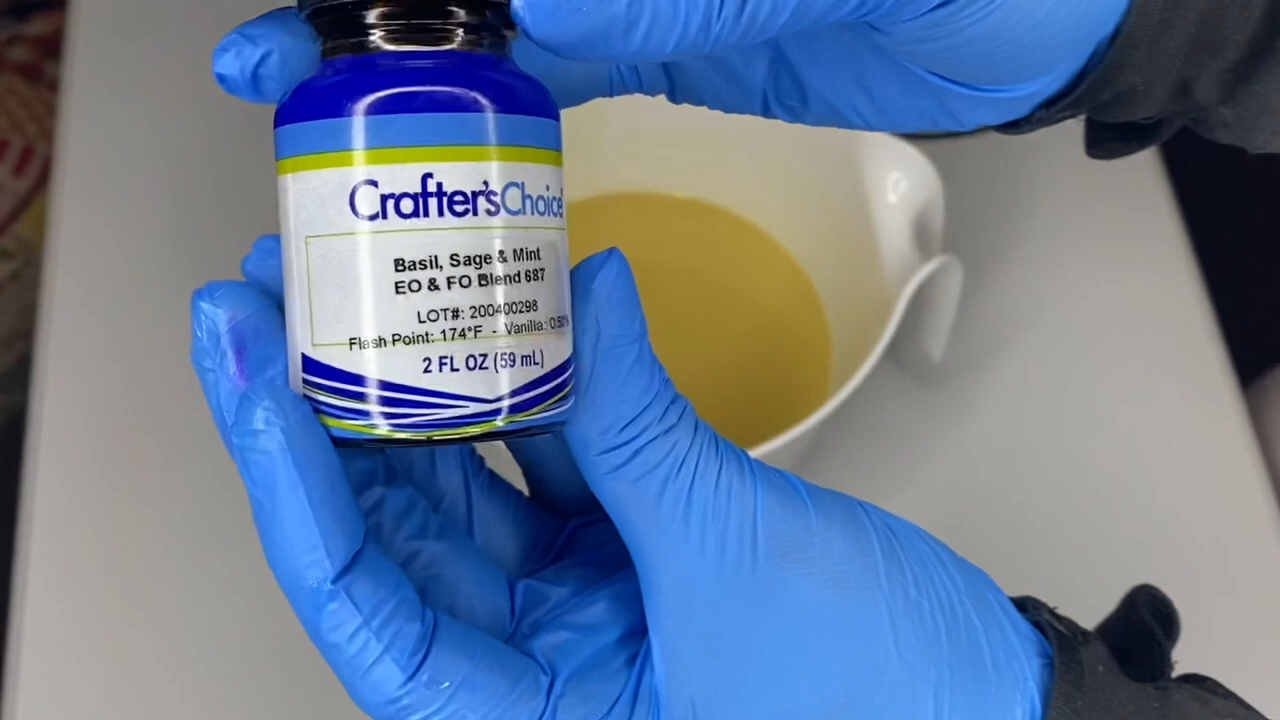 Crafter'sChoice
Basil, Sage & Mint
EO & FO Blend 687
LOT#: 200400298
Flash Point: 174°F - Vanilla:
2 FL OZ (59 mL)